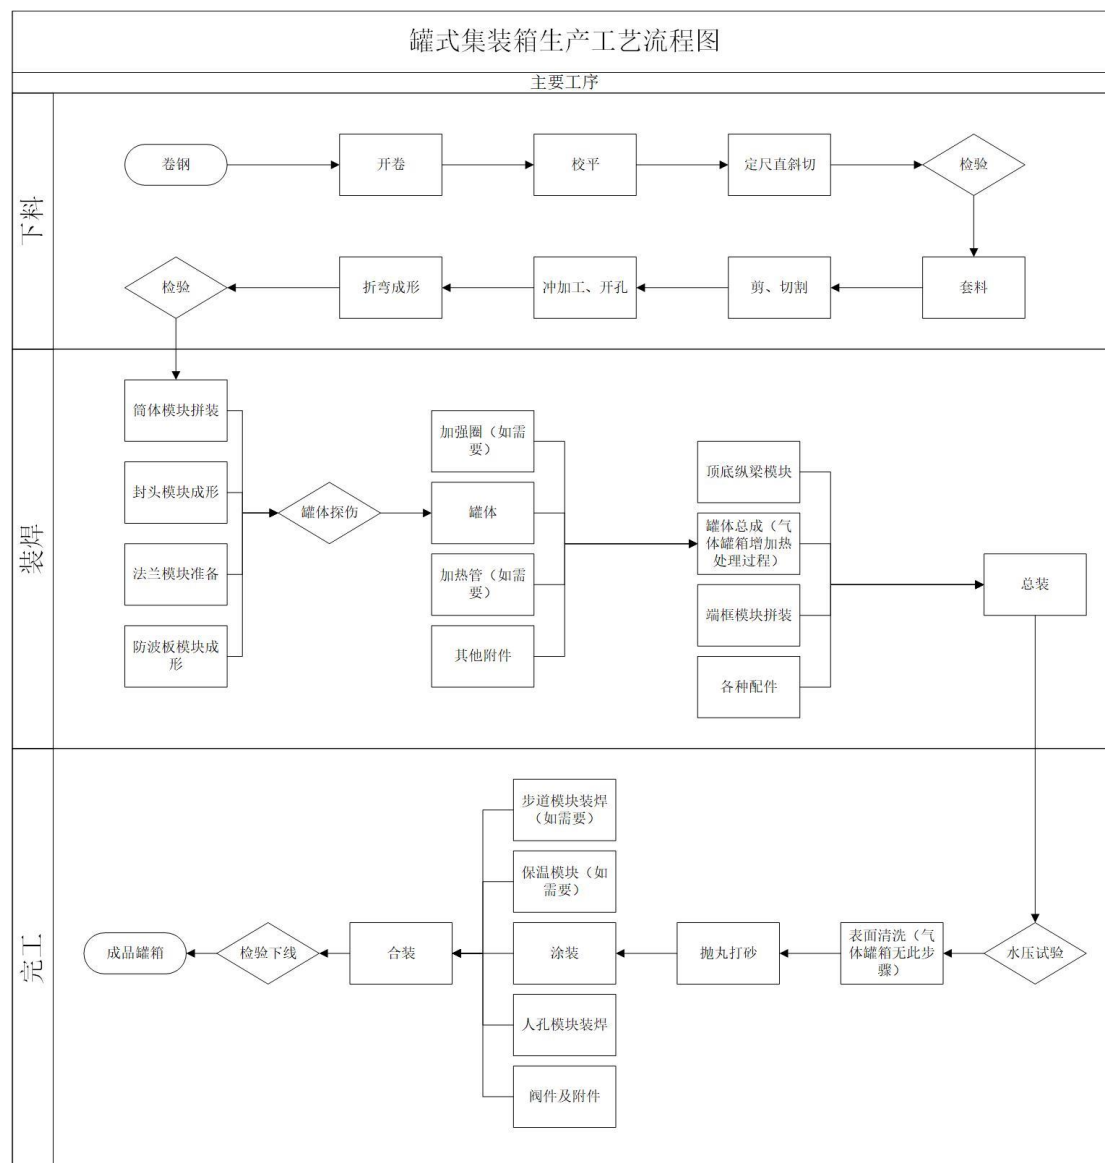 罐式集装箱生产工艺流程图
主要工序
下料
卷钢
开卷
校平
定尺直斜切
检验
检验
折弯成形
冲加工、开孔
剪、切割
套料
装焊
筒体模块拼装
封头模块成形
法兰模块准备
防波板模块成
形
罐体探伤
加强圈（如需
要）
罐体
加热管（如需
要）
其他附件
顶底纵梁模块
罐体总成（气
体罐箱增加热
处理过程）
端框模块拼装
各种配件
总装
完工
成品罐箱
检验下线
合装
步道模块装焊
（如需要）
保温模块（如
需要）
涂装
人孔模块装焊
阀件及附件
抛丸打砂
表面清洗（气
体罐箱无此步
骤）
水压试验